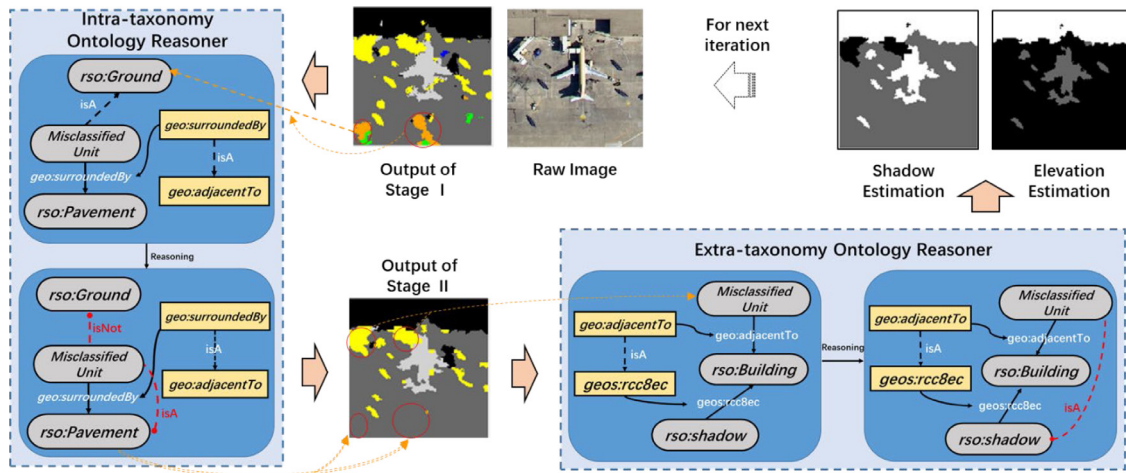 Intra-taxonomy
Ontology Reasoner
rso:Ground
isA
Misclassified
Unit
geo:surroundedBy
isA
geo:surroundedBy
geo:adjacentTo
rso:Pavement
Reasoning
rso:Ground
isNot
geo:surroundedBy
Misclassified
Unit
isA
geo:surroundedBy
geo:adjacentTo
isA
rso:Pavement
Output of
Stage I
Raw Image
For next
iteration
Shadow
Estimation
Elevation
Estimation
Output of
Stage II
Extra-taxonomy Ontology Reasoner
Misclassified
Unit
geo:adjacentTo
geo:adjacentTo
isA
rso:Building
geos:rcc8ec
geos:rcc8ec
rso:shadow
Reasoning
Misclassified
Unit
geo:adjacentTo
geo:adjacentTo
isA
rso:Building
geos:rcc8ec
geos:rcc8ec
isA
rso:shadow